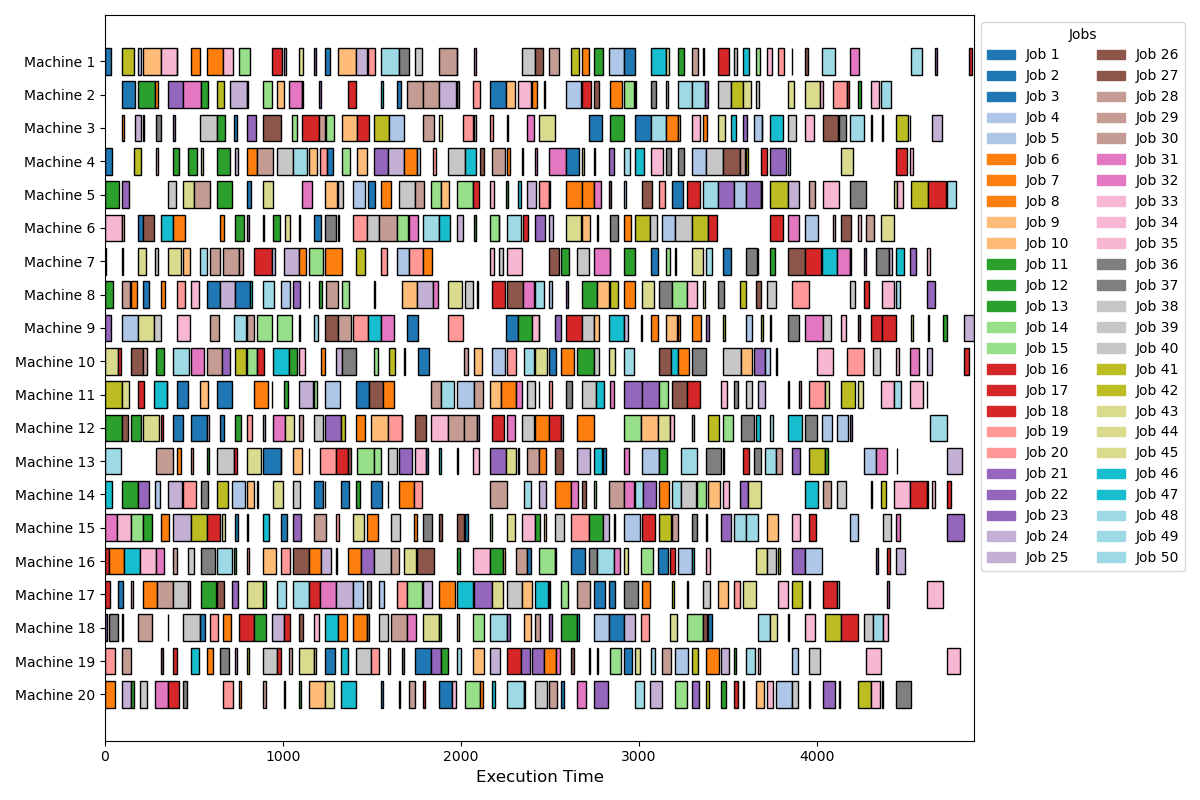 Machine 1
Machine 2
Machine 3
Machine 4
Machine 5
Machine 6
Machine 7
Machine 8
Machine 9
Machine 10
Machine 11
Machine 12
Machine 13
Machine 14
Machine 15
Machine 16
Machine 17
Machine 18
Machine 19
Machine 20
0 1000 2000 3000 4000
Execution Time
Jobs
Job 1
Job 2
Job 3
Job 4
Job 5
Job 6
Job 7
Job 8
Job 9
Job 10
Job 11
Job 12
Job 13
Job 14
Job 15
Job 16
Job 17
Job 18
Job 19
Job 20
Job 21
Job 22
Job 23
Job 24
Job 25
Job 26
Job 27
Job 28
Job 29
Job 30
Job 31
Job 32
Job 33
Job 34
Job 35
Job 36
Job 37
Job 38
Job 39
Job 40
Job 41
Job 42
Job 43
Job 44
Job 45
Job 46
Job 47
Job 48
Job 49
Job 50